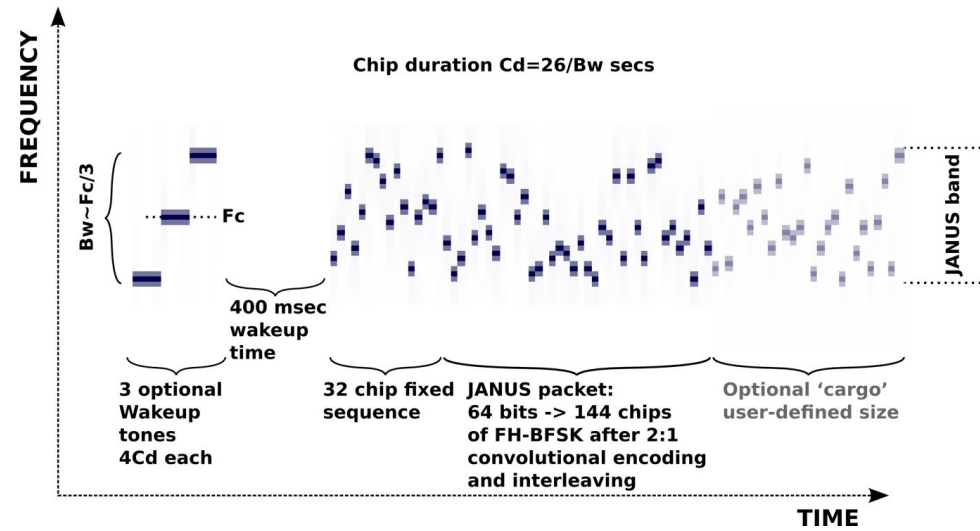 FREQUENCY
Chip duration Cd=26/Bw secs
Bw~Fc/3
Fc
JANUS band
400 msec
wakeup
time
3 optional
Wakeup
tones
4Cd each
32 chip fixed
sequence
JANUS packet:
64 bits -> 144 chips
of FH-BFSK after 2:1
convolutional encoding
and interleaving
Optional ‘cargo’
user-defined size
TIME